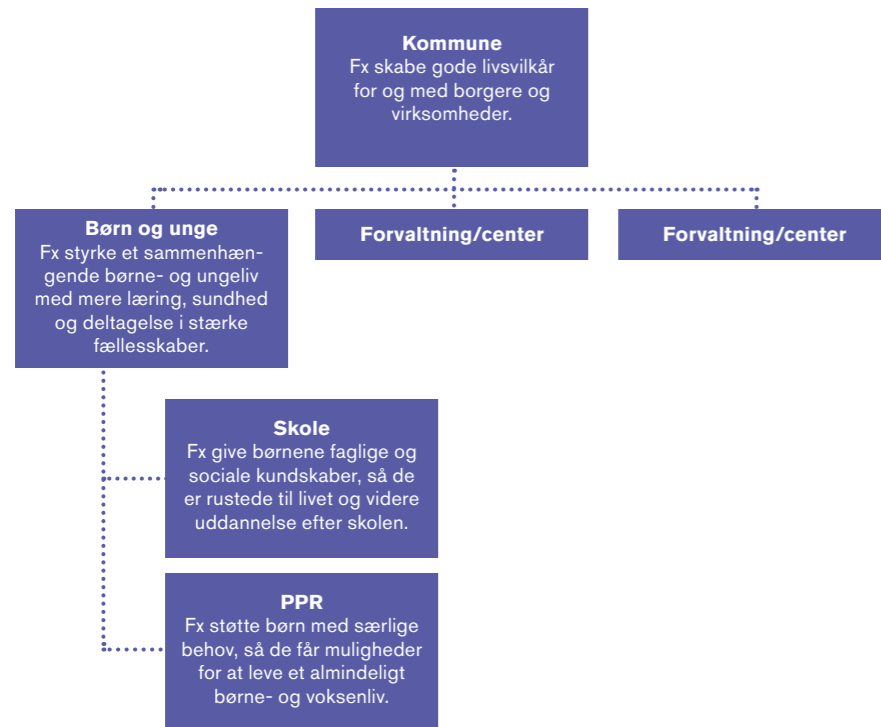 Kommune
Fx skabe gode livsvilkår
for og med borgere og
virksomheder.
Børn og unge
Fx styrke et sammenhæn-
gende børne- og ungeliv
med mere læring, sundhed
og deltagelse i stærke
fællesskaber.
Forvaltning/center
Forvaltning/center
Skole
Fx give børnene faglige og
sociale kundskaber, så de
er rustede til livet og videre
uddannelse efter skolen.
PPR
Fx støtte børn med særlige
behov, så de får muligheder
for at leve et almindeligt
børne- og voksenliv.